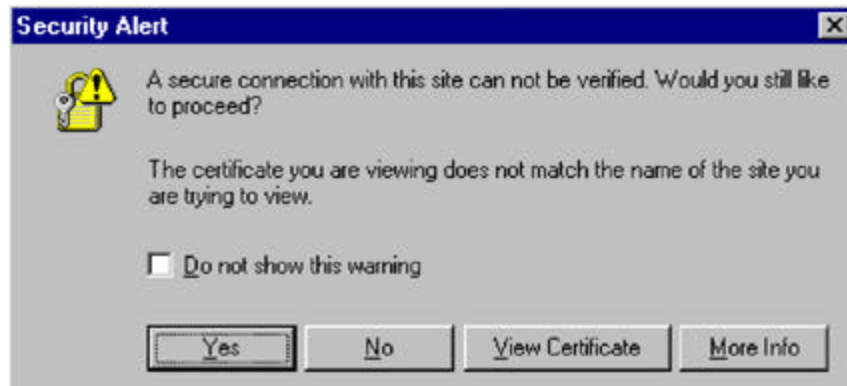 Security Alert
A secure connection with this site can not be verified. Would you still like
to proceed?
The certificate you are viewing does not match the name of the site you
are trying to view.
Do not show this warning
Yes No View Certificate More Info